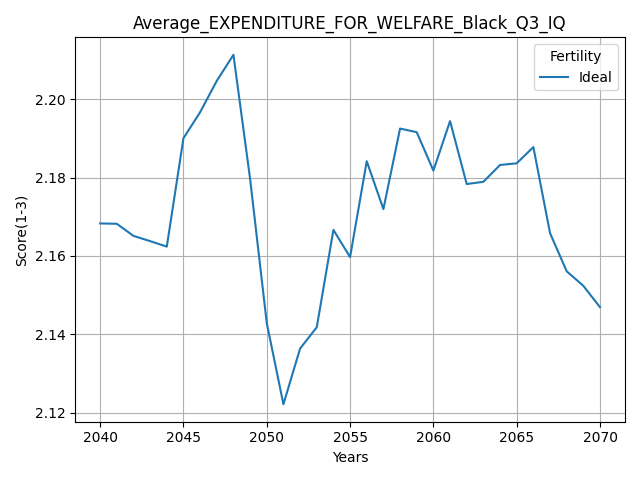 Average_EXPENDITURE_FOR_WELFARE_Black_Q3_IQ
Fertility
Ideal
Score(1-3)
2.20
2.18
2.16
2.14
2.12
2040 2045 2050 2055 2060 2065 2070
Years